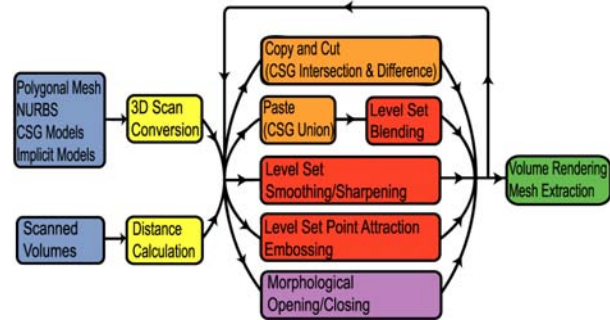 Polygonal Mesh
NURBS
CSG Models
Implicit Models
3D Scan
Conversion
Scanned
Volumes
Distance
Calculation
Copy and Cut
(CSG Intersection & Difference)
Paste
(CSG Union)
Level Set
Blending
Level Set
Smoothing/Sharpening
Level Set Point Attraction
Embossing
Morphological
Opening/Closing
Volume Rendering
Mesh Extraction